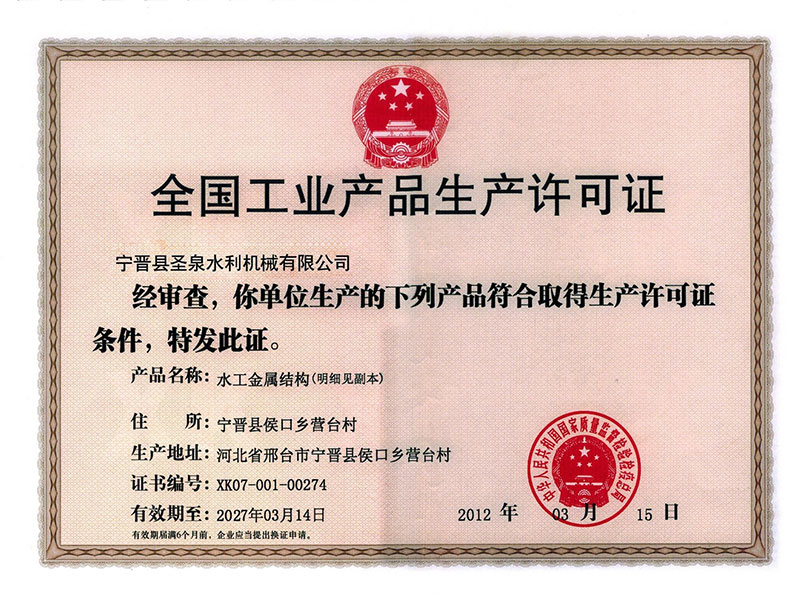 全国工业产品生产许可证
宁晋县圣泉水利机械有限公司
经审查，你单位生产的下列产品符合取得生产许可证
条件，特发此证。
产品名称：水工金属结构(明细见副本)
住 所：宁晋县侯口乡营台村
生产地址：河北省邢台市宁晋县侯口乡营台村
证书编号：XK07-001-00274
有效期至：2027年03月14日
2012 年 03 月 15 日
有效期届满6个月前，企业应当提出换证申请。
中华人民共和国国家质量监督检验检疫总局